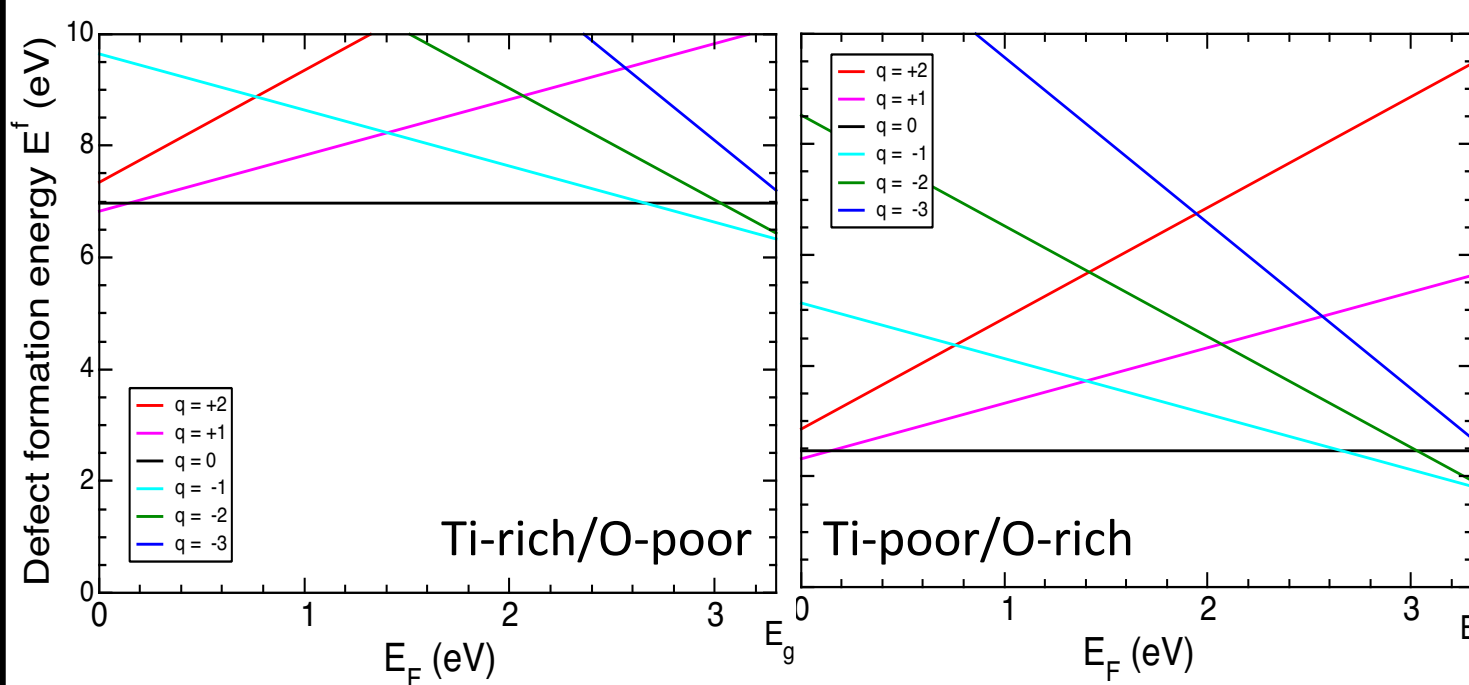 Defect formation energy E^f (eV)
10
8
6
4
2
0
q = +2
q = +1
q = 0
q = -1
q = -2
q = -3
Ti-rich/O-poor
0 1 2 3
E_g
E_F (eV)
q = +2
q = +1
q = 0
q = -1
q = -2
q = -3
Ti-poor/O-rich
0 1 2 3
E
E_F (eV)